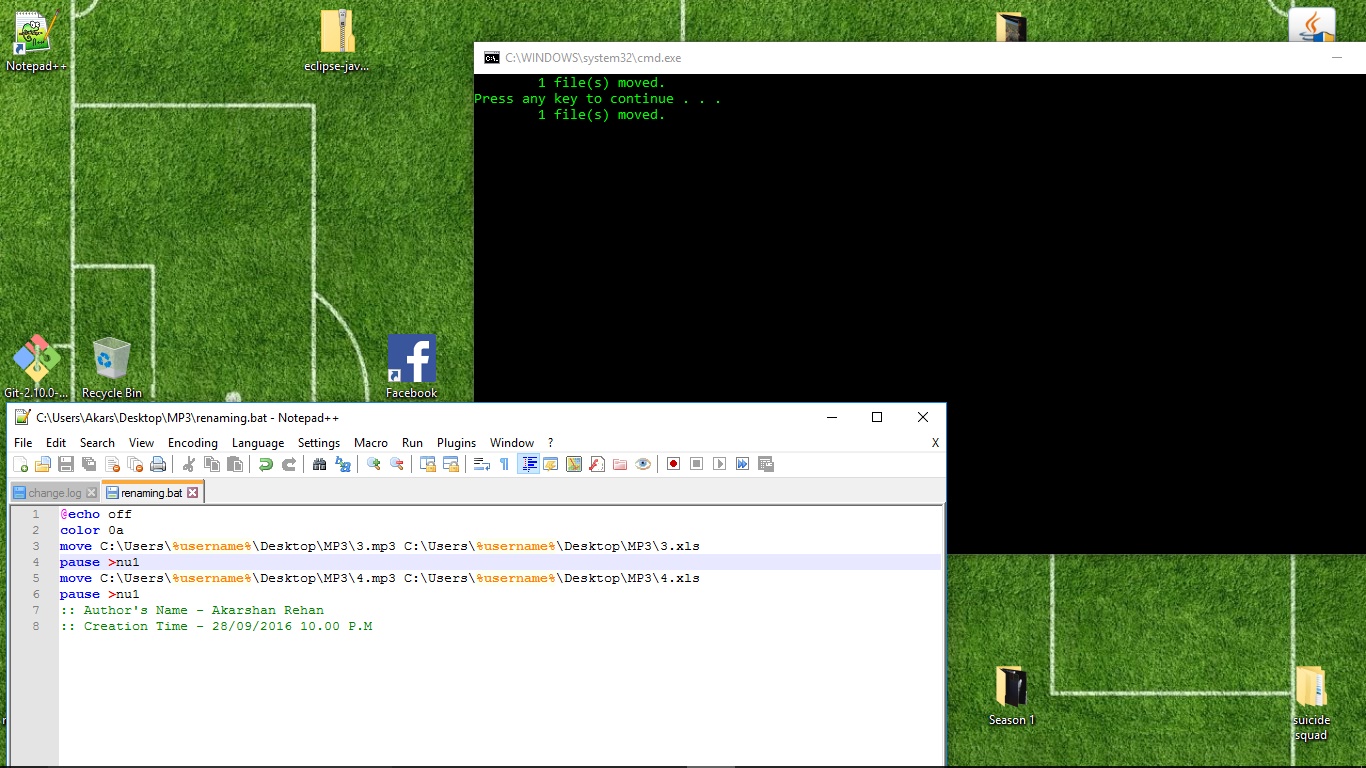 Notepad++
eclipse-jav...
C:\WINDOWS\system32\cmd.exe
1 file(s) moved.
Press any key to continue . . .
1 file(s) moved.
Git-2.10.0-...
Recycle Bin
Facebook
C:\Users\Akars\Desktop\MP3\renaming.bat - Notepad++
File Edit Search View Encoding Language Settings Macro Run Plugins Window ? X
change.log renaming.bat
1 @echo off
2 color 0a
3 move C:\Users\%username%\Desktop\MP3\3.mp3 C:\Users\%username%\Desktop\MP3\3.xls
4 pause >nu1
5 move C:\Users\%username%\Desktop\MP3\4.mp3 C:\Users\%username%\Desktop\MP3\4.xls
6 pause >nu1
7 :: Author's Name - Akarshan Rehan
8 :: Creation Time - 28/09/2016 10.00 P.M
Season 1
suicide
squad